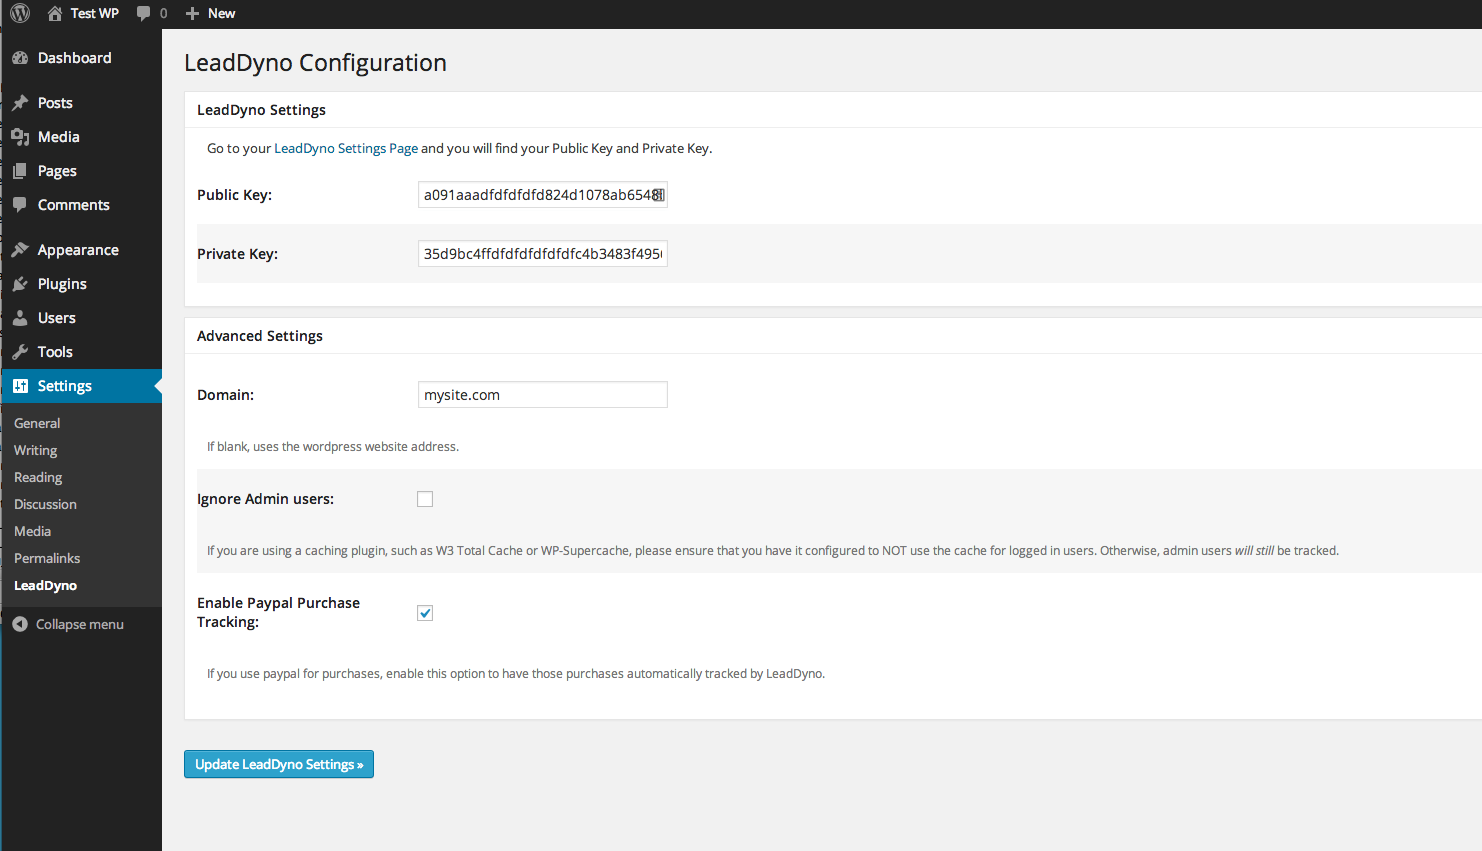 Test WP 0 New
Dashboard
Posts
Media
Pages
Comments
Appearance
Plugins
Users
Tools
Settings
General
Writing
Reading
Discussion
Media
Permalinks
LeadDyno
Collapse menu
LeadDyno Configuration
LeadDyno Settings
Go to your LeadDyno Settings Page and you will find your Public Key and Private Key.
Public Key:
a091aaadfdfdfdfd824d1078ab6548
Private Key:
35d9bc4ffdfdfdfdfdfdfc4b3483f495
Advanced Settings
Domain:
mysite.com
If blank, uses the wordpress website address.
Ignore Admin users:
If you are using a caching plugin, such as W3 Total Cache or WP-Supercache, please ensure that you have it configured to NOT use the cache for logged in users. Otherwise, admin users will still be tracked.
Enable Paypal Purchase
Tracking:
If you use paypal for purchases, enable this option to have those purchases automatically tracked by LeadDyno.
Update LeadDyno Settings »